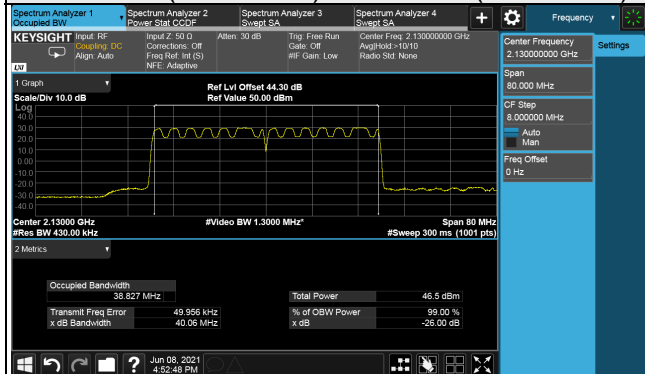 Spectrum Analyzer 1
Occupied BW
Spectrum Analyzer 2
Power Stat CCDF
Spectrum Analyzer 3
Swept SA
Spectrum Analyzer 4
Swept SA
+
Frequency
KEYSIGHT
Input: RF
Coupling: DC
Align: Auto
Input Z: 50 Ω
Corrections: Off
Freq Ref: Int (S)
NFE: Adaptive
Atten: 30 dB
Trig: Free Run
Gate: Off
#IF Gain: Low
Center Freq: 2.130000000 GHz
Avg|Hold:>10/10
Radio Std: None
LXI
Center Frequency
2.130000000 GHz
Settings
Span
80.000 MHz
CF Step
8.000000 MHz
Auto
Man
Freq Offset
0 Hz
1 Graph
Scale/Div 10.0 dB
Ref Lvl Offset 44.30 dB
Ref Value 50.00 dBm
Log
40.0
30.0
20.0
10.0
0.00
-10.0
-20.0
-30.0
-40.0
Center 2.13000 GHz
#Res BW 430.00 kHz
#Video BW 1.3000 MHz*
Span 80 MHz
#Sweep 300 ms (1001 pts)
2 Metrics
Occupied Bandwidth
38.827 MHz
Total Power 46.5 dBm
Transmit Freq Error 49.956 kHz
% of OBW Power 99.00 %
x dB Bandwidth 40.06 MHz
x dB -26.00 dB
?
Jun 08, 2021
4:52:48 PM